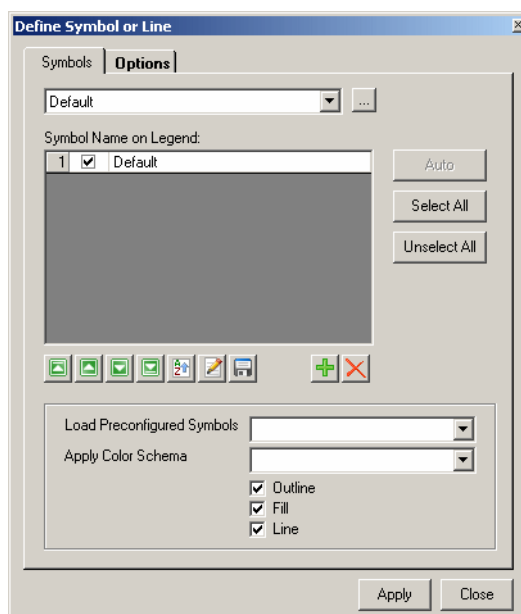 Define Symbol or Line
Symbols Options
Default
...
Symbol Name on Legend:
1 Default
Auto
Select All
Unselect All
A
Z
Load Preconfigured Symbols
Apply Color Schema
Outline
Fill
Line
Apply Close